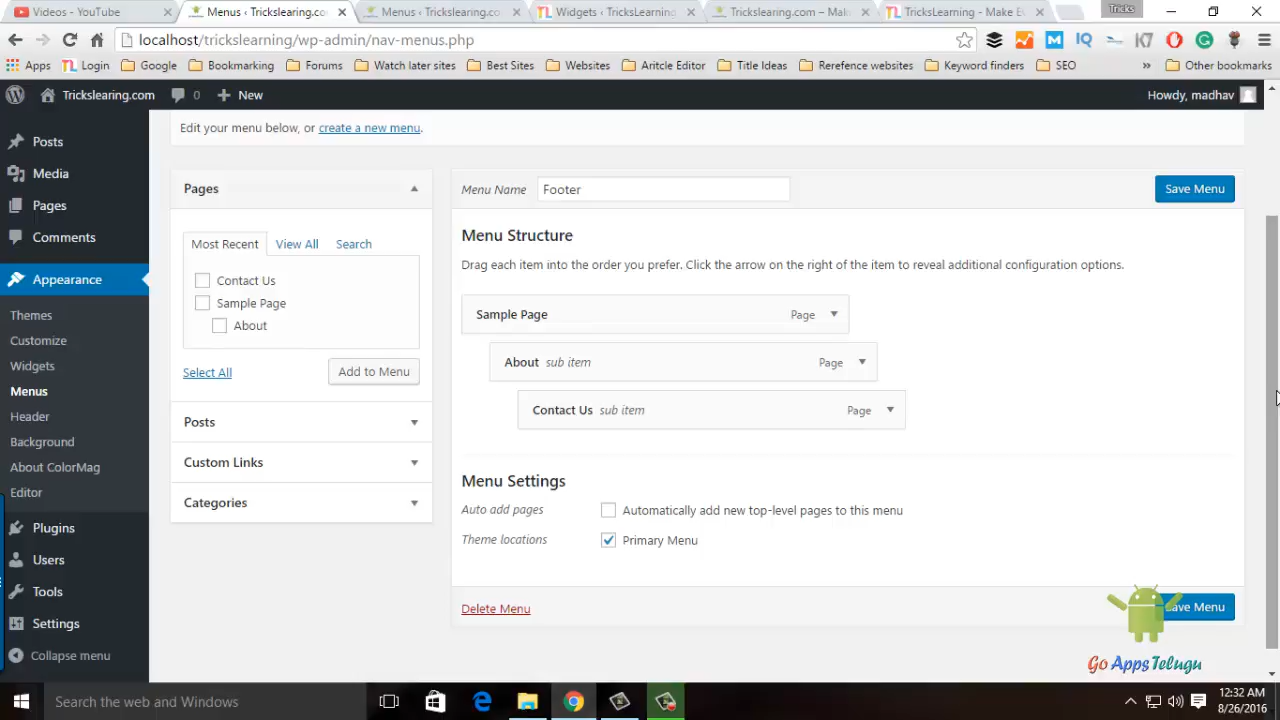 Videos - YouTube
Menus ‹ Trickslearing.co
Menus ‹ Trickslearing.co
Widgets ‹ TricksLearning
Trickslearing.com – Mak
TricksLearning - Make B
Tricks
localhost/trickslearning/wp-admin/nav-menus.php
Apps
Login
Google
Bookmarking
Forums
Watch later sites
Best Sites
Websites
Aritcle Editor
Title Ideas
Rerefence websites
Keyword finders
SEO
»
Other bookmarks
Trickslearing.com
0
New
Howdy, madhav
Posts
Media
Pages
Comments
Appearance
Themes
Customize
Widgets
Menus
Header
Background
About ColorMag
Editor
Plugins
Users
Tools
Settings
Collapse menu
Edit your menu below, or create a new menu.
Pages
Most Recent
View All
Search
Contact Us
Sample Page
About
Select All
Add to Menu
Posts
Custom Links
Categories
Menu Name
Footer
Save Menu
Menu Structure
Drag each item into the order you prefer. Click the arrow on the right of the item to reveal additional configuration options.
Sample Page
Page
About sub item
Page
Contact Us sub item
Page
Menu Settings
Auto add pages
Automatically add new top-level pages to this menu
Theme locations
Primary Menu
Delete Menu
ave Menu
Go Apps Telugu
Search the web and Windows
12:32 AM
8/26/2016